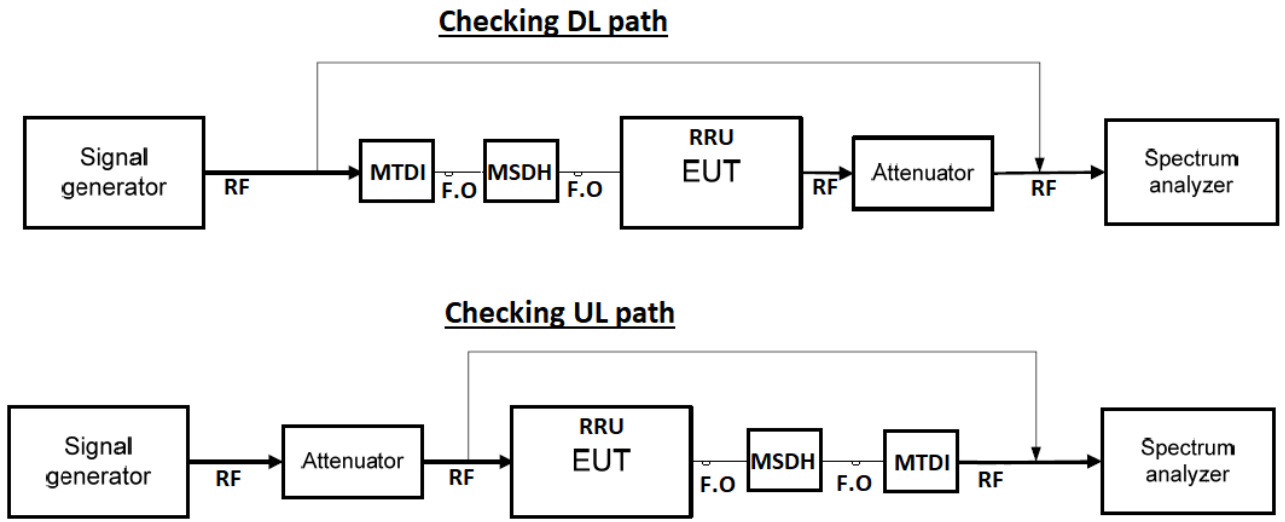 Checking DL path
Signal
generator
RF
MTDI
F.O
MSDH
F.O
RRU
EUT
RF
Attenuator
RF
Spectrum
analyzer
Checking UL path
Signal
generator
RF
Attenuator
RF
RRU
EUT
F.O
MSDH
F.O
MTDI
RF
Spectrum
analyzer